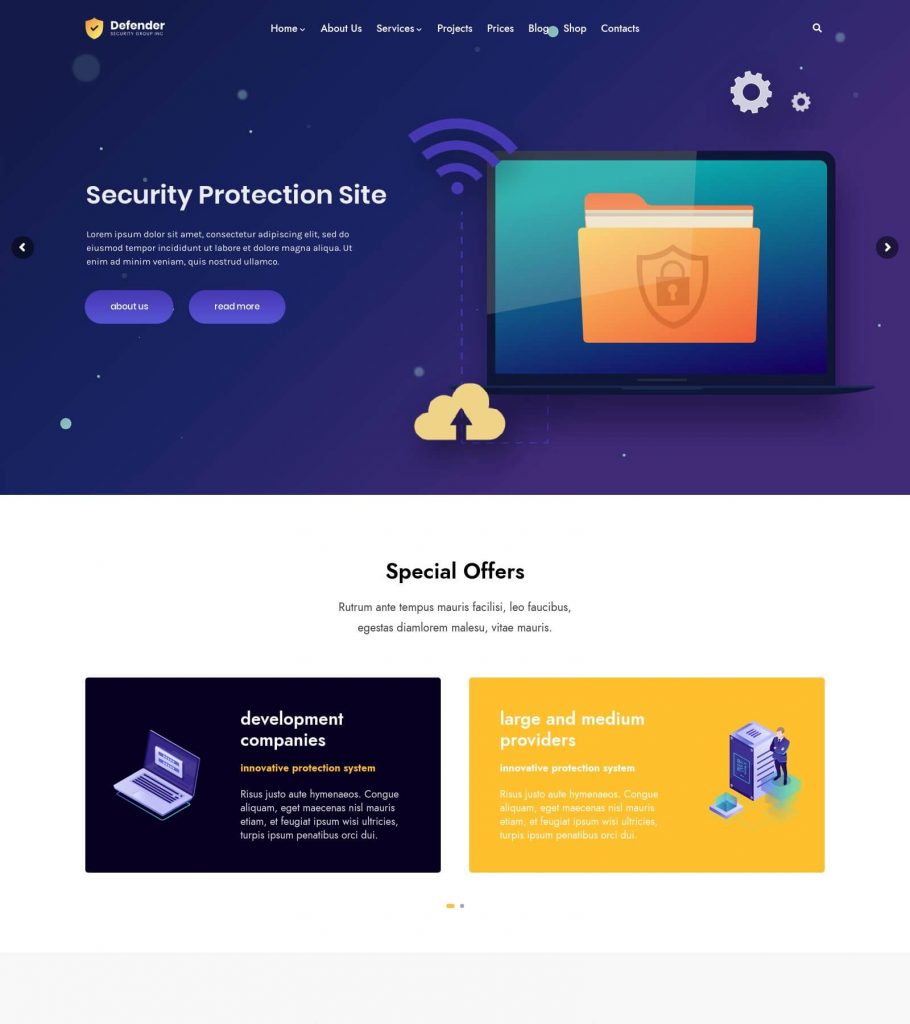 Defender
SECURITY GROUP INC
Home
About Us
Services
Projects
Prices
Blog
Shop
Contacts
Security Protection Site
Lorem ipsum dolor sit amet, consectetur adipiscing elit, sed do
eiusmod tempor incididunt ut labore et dolore magna aliqua. Ut
enim ad minim veniam, quis nostrud ullamco.
about us
read more
Special Offers
Rutrum ante tempus mauris facilisi, leo faucibus,
egestas diamlorem malesu, vitae mauris.
development
companies
innovative protection system
Risus justo aute hymenaeos. Congue
aliquam, eget maecenas nisl mauris
etiam, et feugiat ipsum wisi ultricies,
turpis ipsum penatibus orci dui.
large and medium
providers
innovative protection system
Risus justo aute hymenaeos. Congue
aliquam, eget maecenas nisl mauris
etiam, et feugiat ipsum wisi ultricies,
turpis ipsum penatibus orci dui.